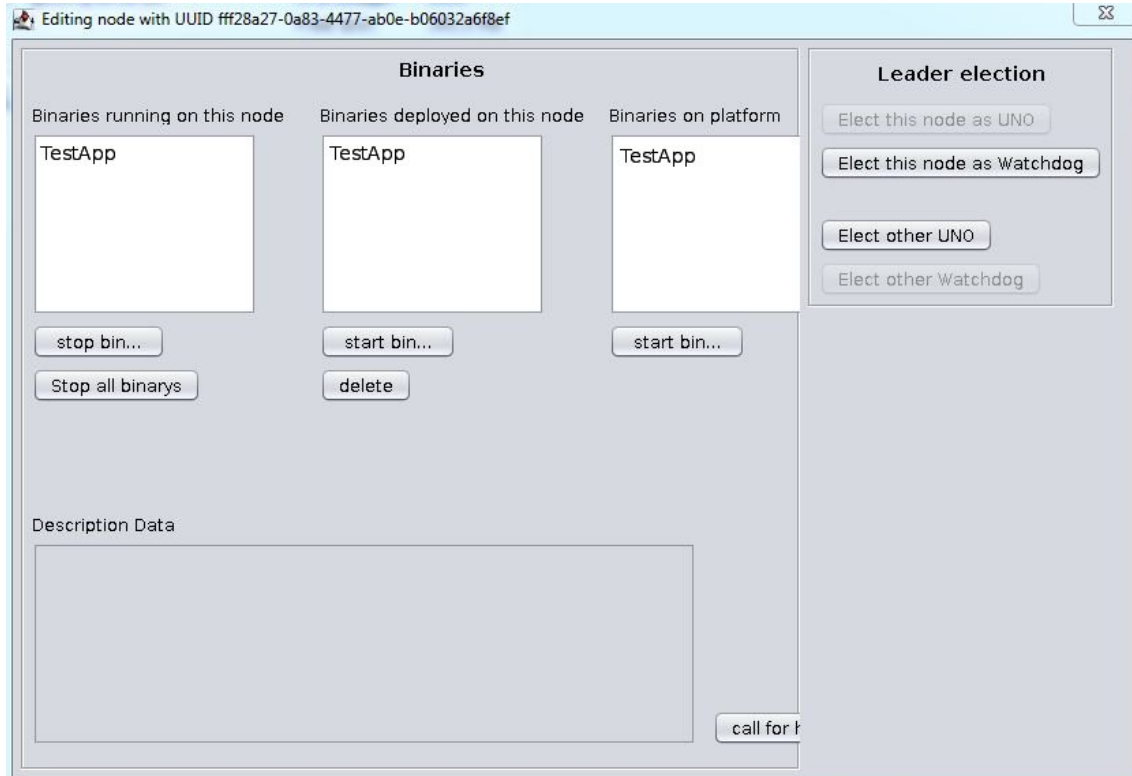 Editing node with UUID fff28a27-0a83-4477-ab0e-b06032a6f8ef
Binaries
Binaries running on this node
Binaries deployed on this node
Binaries on platform
TestApp
TestApp
TestApp
stop bin...
start bin...
start bin...
Stop all binarys
delete
Description Data
call for
Leader election
Elect this node as UNO
Elect this node as Watchdog
Elect other UNO
Elect other Watchdog